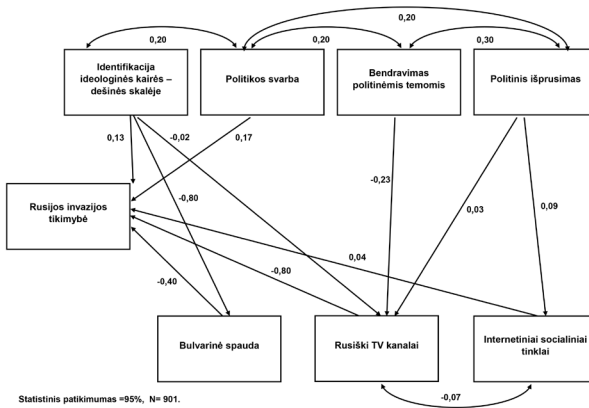 0,20
0,20
0,20
0,30
Identifikacija
ideologinės kairės –
dešinės skalėje
Politikos svarba
Bendravimas
politinėmis temomis
Politinis išprusimas
0,13
-0,02
0,17
-0,80
-0,23
0,03
0,09
Rusijos invazijos
tikimybė
0,04
-0,40
-0,80
Bulvarinė spauda
Rusiški TV kanalai
Internetiniai socialiniai
tinklai
-0,07
Statistinis patikimumas =95%, N= 901.